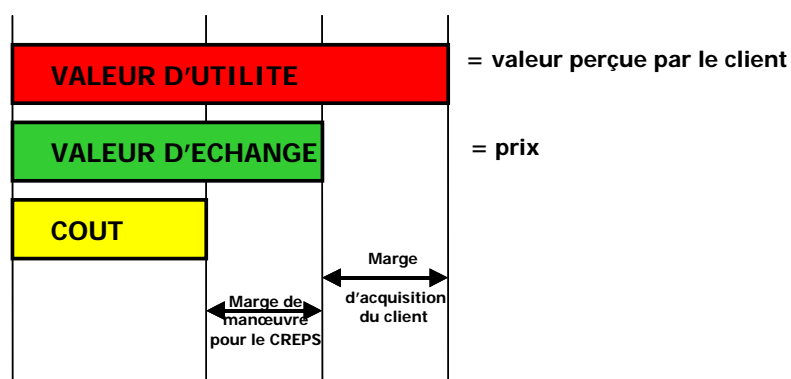 VALEUR D'UTILITE
= valeur perçue par le client
VALEUR D'ECHANGE
= prix
COUT
Marge
d'acquisition
du client
Marge de
manœuvre
pour le CREPS